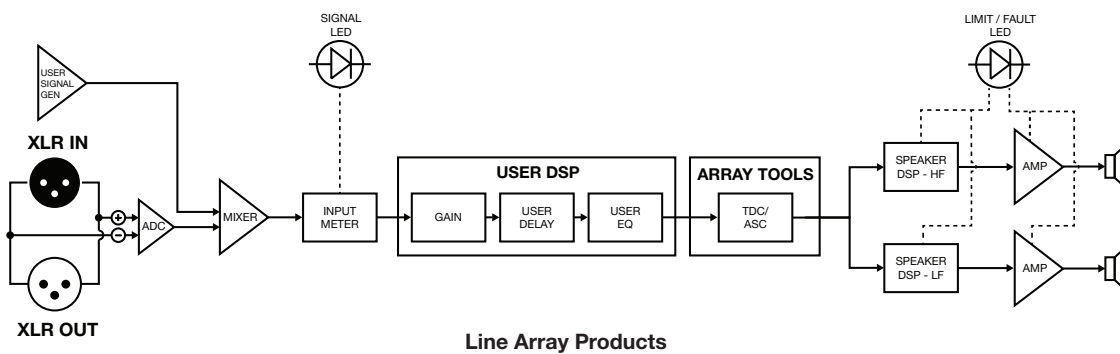 SIGNAL
LED
LIMIT / FAULT
LED
USER
SIGNAL
GEN
XLR IN
ADC
MIXER
INPUT
METER
USER DSP
GAIN
USER
DELAY
USER
EQ
ARRAY TOOLS
TDC/
ASC
SPEAKER
DSP - HF
AMP
SPEAKER
DSP - LF
AMP
XLR OUT
Line Array Products